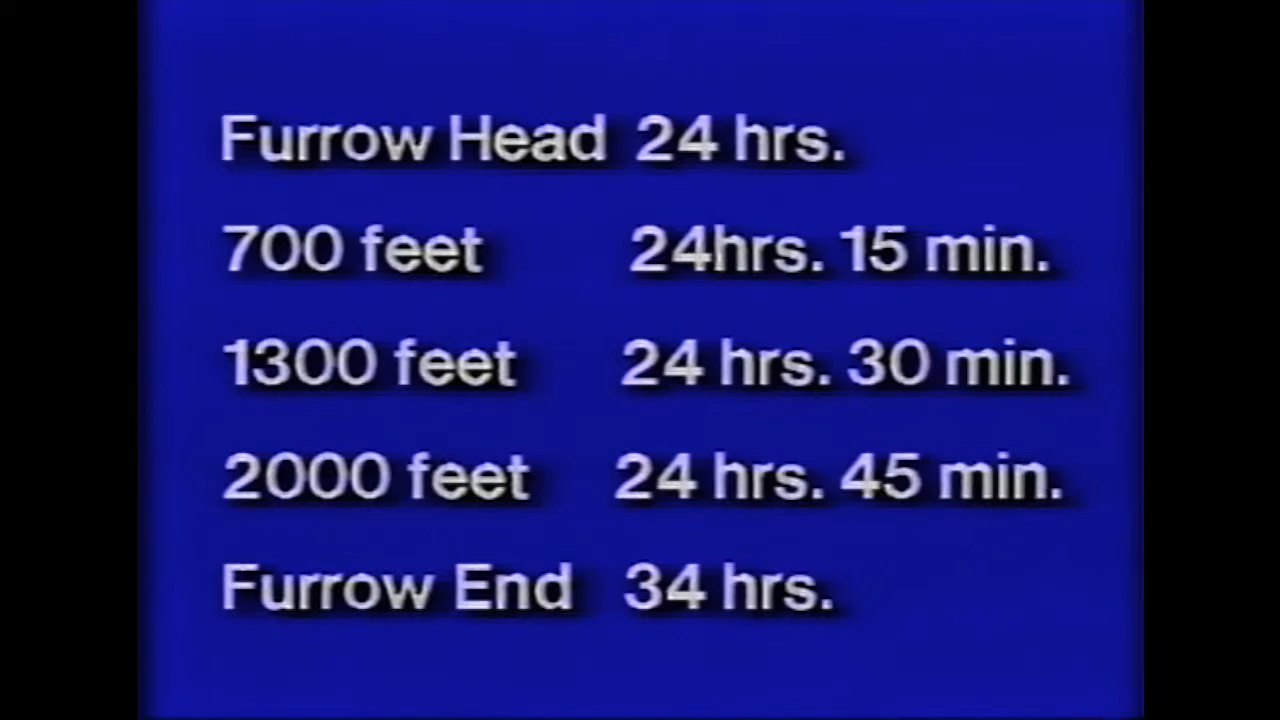 Furrow Head 24 hrs.
700 feet 24hrs. 15 min.
1300 feet 24 hrs. 30 min.
2000 feet 24 hrs. 45 min.
Furrow End 34 hrs.